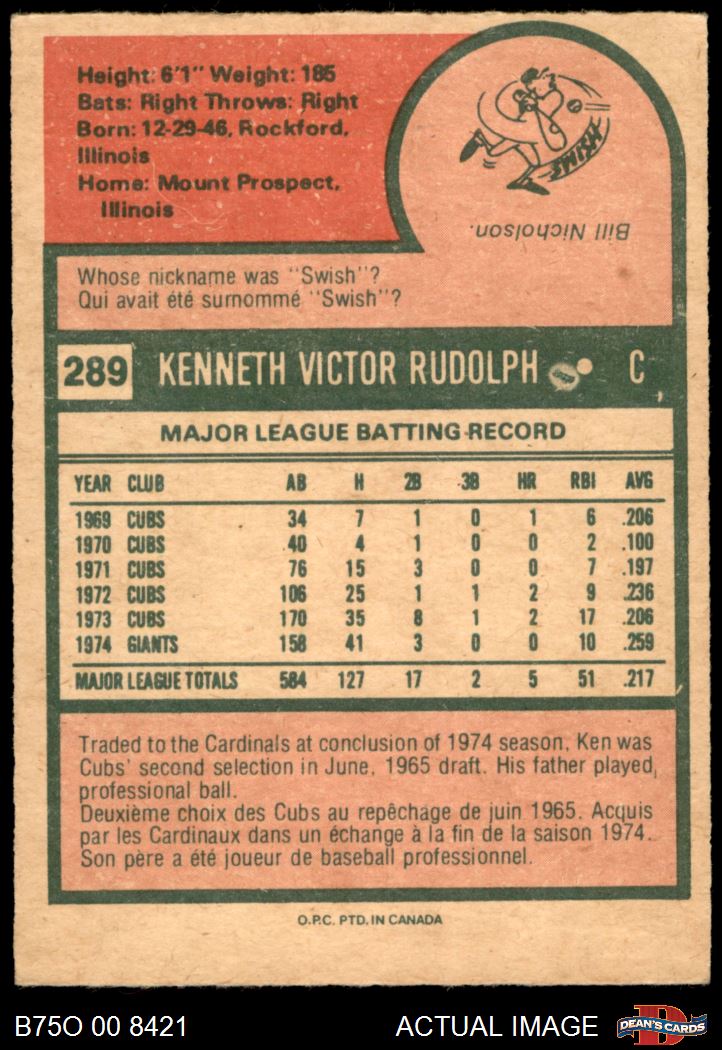 Height: 6'1" Weight: 185
Bats: Right Throws: Right
Born: 12-29-46, Rockford,
Illinois
Home: Mount Prospect,
Illinois
SWISH
Bill Nicholson.
Whose nickname was "Swish"?
Qui avait été surnommé "Swish"?
289 KENNETH VICTOR RUDOLPH C
MAJOR LEAGUE BATTING RECORD
YEAR CLUB AB H 2B 3B HR RBI AVG
1969 CUBS 34 7 1 0 1 6 .206
1970 CUBS 40 4 1 0 0 2 .100
1971 CUBS 76 15 3 0 0 7 .197
1972 CUBS 106 25 1 1 2 9 .236
1973 CUBS 170 35 8 1 2 17 .206
1974 GIANTS 158 41 3 0 0 10 .259
MAJOR LEAGUE TOTALS 584 127 17 2 5 51 .217
Traded to the Cardinals at conclusion of 1974 season, Ken was
Cubs' second selection in June, 1965 draft. His father played
professional ball.
Deuxième choix des Cubs au repêchage de juin 1965. Acquis
par les Cardinaux dans un échange à la fin de la saison 1974.
Son père a été joueur de baseball professionnel.
O.P.C. PTD. IN CANADA
B75O 00 8421 ACTUAL IMAGE D DEAN'S CARDS